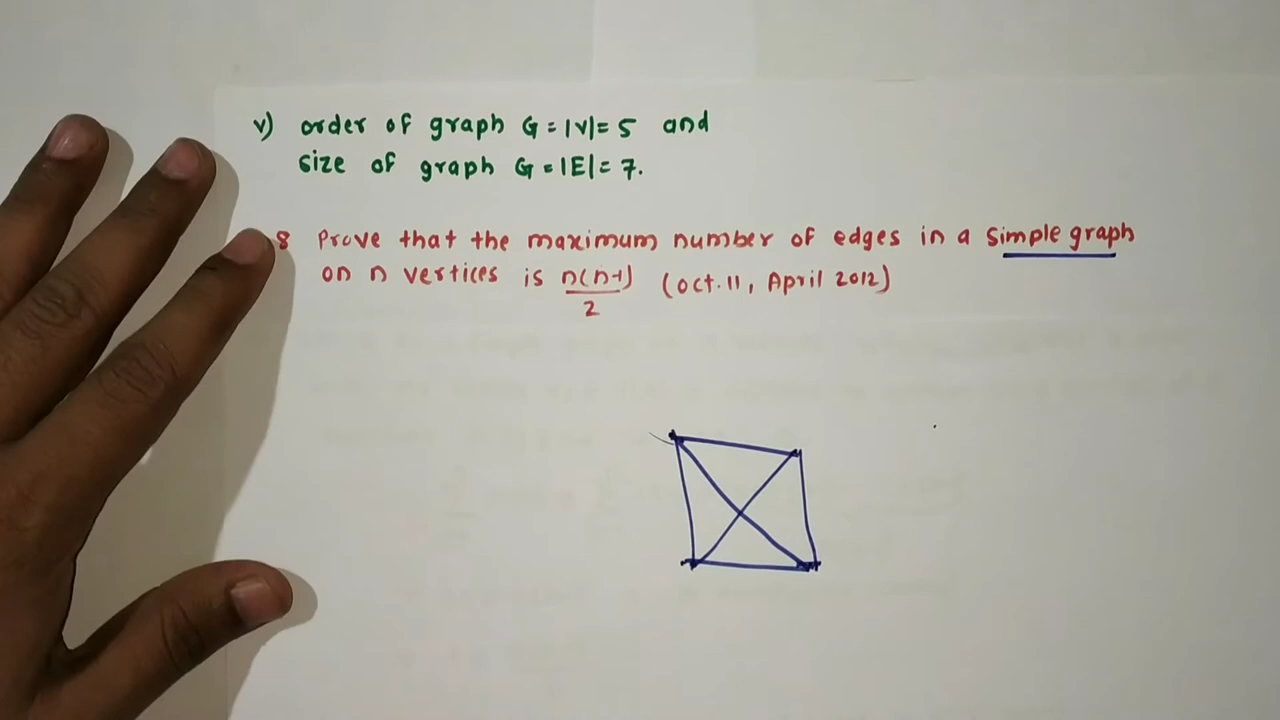 v) order of graph G = |V| = 5 and
size of graph G = |E| = 7.
8 Prove that the maximum number of edges in a simple graph
on n vertices is n(n-1)/2 (oct. 11, April 2012)